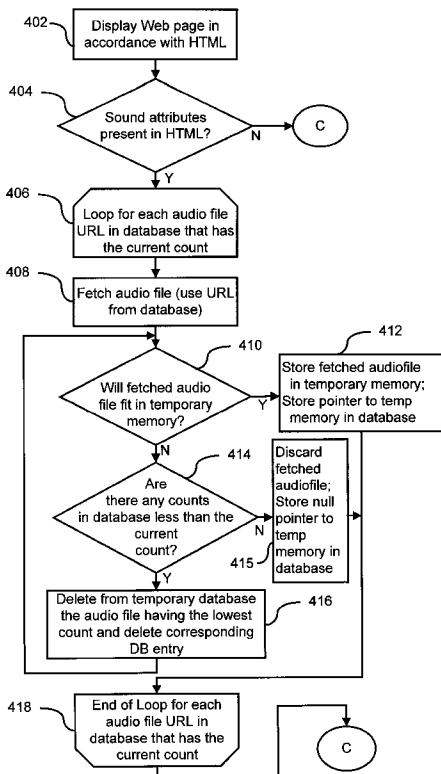 402
Display Web page in
accordance with HTML
404
Sound attributes
present in HTML?
N
C
Y
406
Loop for each audio file
URL in database that has
the current count
408
Fetch audio file (use URL
from database)
410
Will fetched audio
file fit in temporary
memory?
Y
N
412
Store fetched audiofile
in temporary memory;
Store pointer to temp
memory in database
414
Are
there any counts
in database less than the
current
count?
N
Y
Discard
fetched
audiofile;
Store null
pointer to
temp
memory in
database
415
Delete from temporary database
the audio file having the lowest
count and delete corresponding
DB entry
416
418
End of Loop for each
audio file URL in
database that has the
current count
C